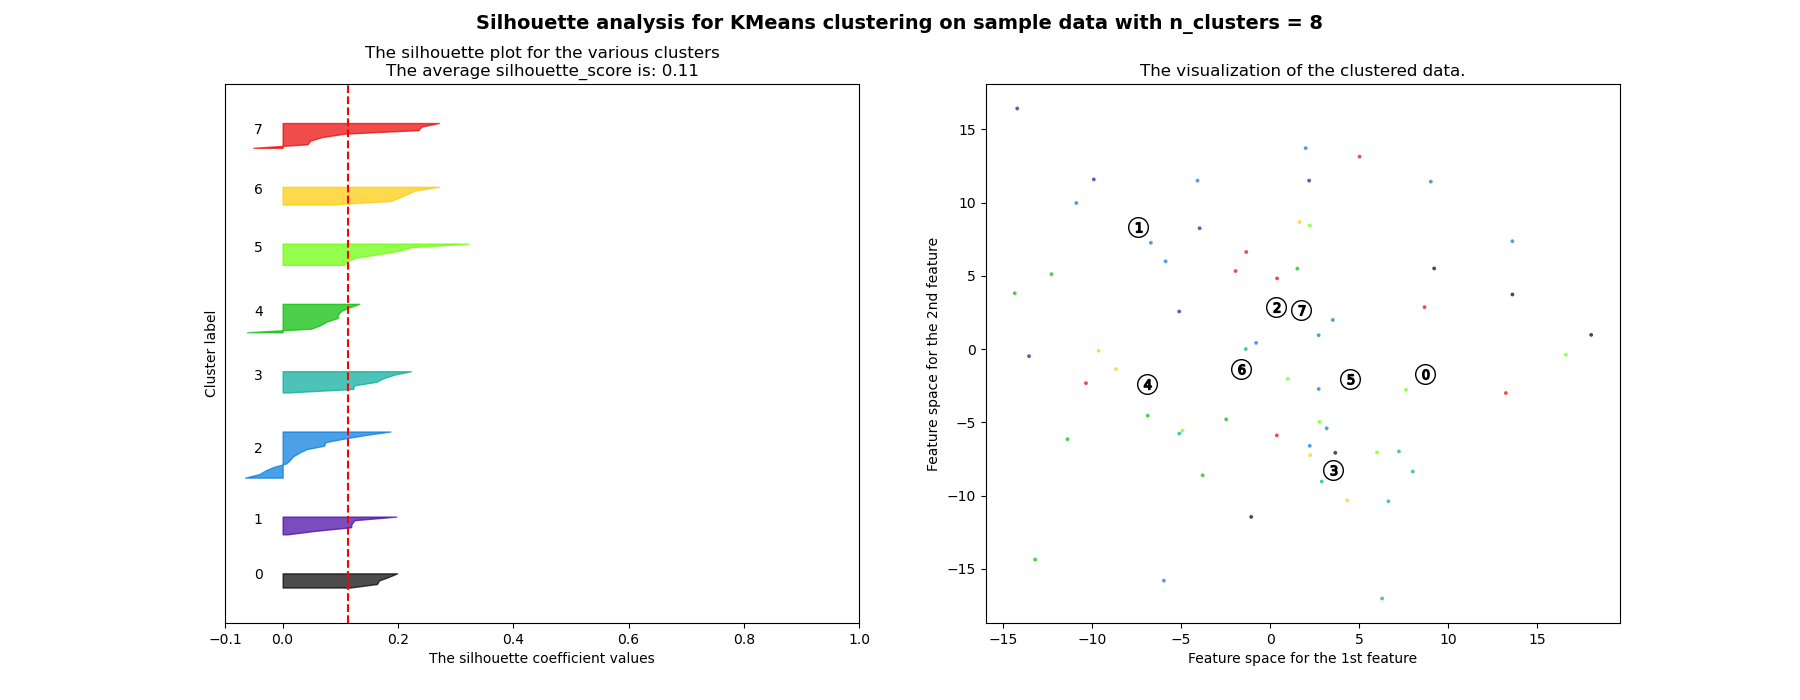 Silhouette analysis for KMeans clustering on sample data with n_clusters = 8
The silhouette plot for the various clusters
The average silhouette_score is: 0.11
Cluster label
7
6
5
4
3
2
1
0
−0.1 0.0 0.2 0.4 0.6 0.8 1.0
The silhouette coefficient values
The visualization of the clustered data.
Feature space for the 2nd feature
15
10
5
0
−5
−10
−15
1
2 7
6
5 0
4
3
−15 −10 −5 0 5 10 15
Feature space for the 1st feature